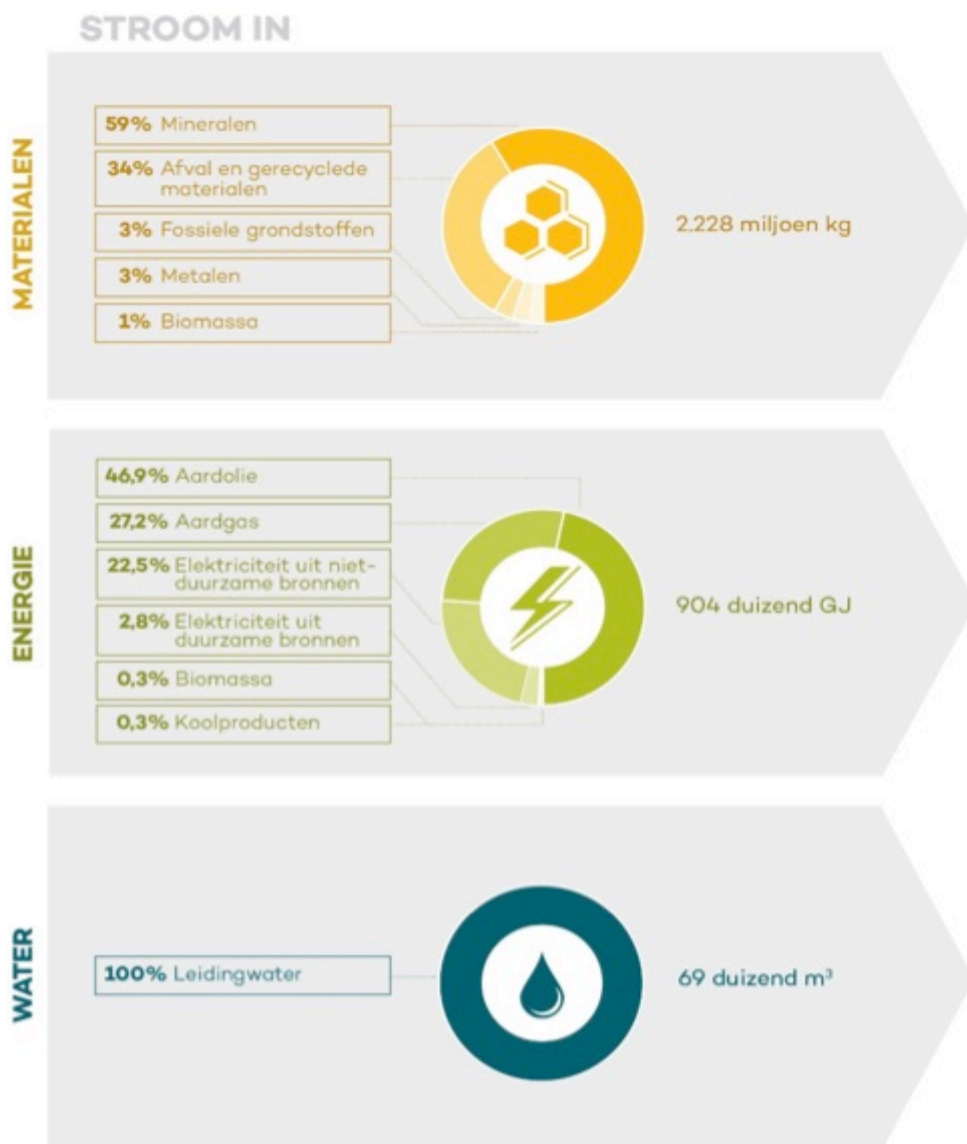 STROOM IN
MATERIALEN
59% Mineralen
34% Afval en gerecyclede
materialen
3% Fossiele grondstoffen
3% Metalen
1% Biomassa
2.228 miljoen kg
ENERGIE
46,9% Aardolie
27,2% Aardgas
22,5% Elektriciteit uit niet-
duurzame bronnen
2,8% Elektriciteit uit
duurzame bronnen
0,3% Biomassa
0,3% Koolproducten
904 duizend GJ
WATER
100% Leidingwater
69 duizend m³